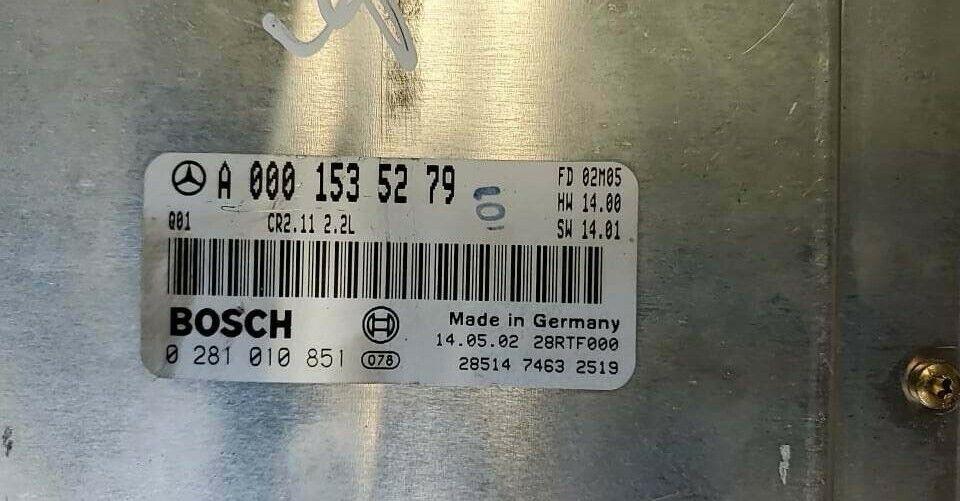 A 000 153 52 79
FD 02M05
HW 14.00
Q01 CR2.11 2.2L
SW 14.01
BOSCH
Made in Germany
14.05.02 28RTF000
0 281 010 851 078
28514 7463 2519